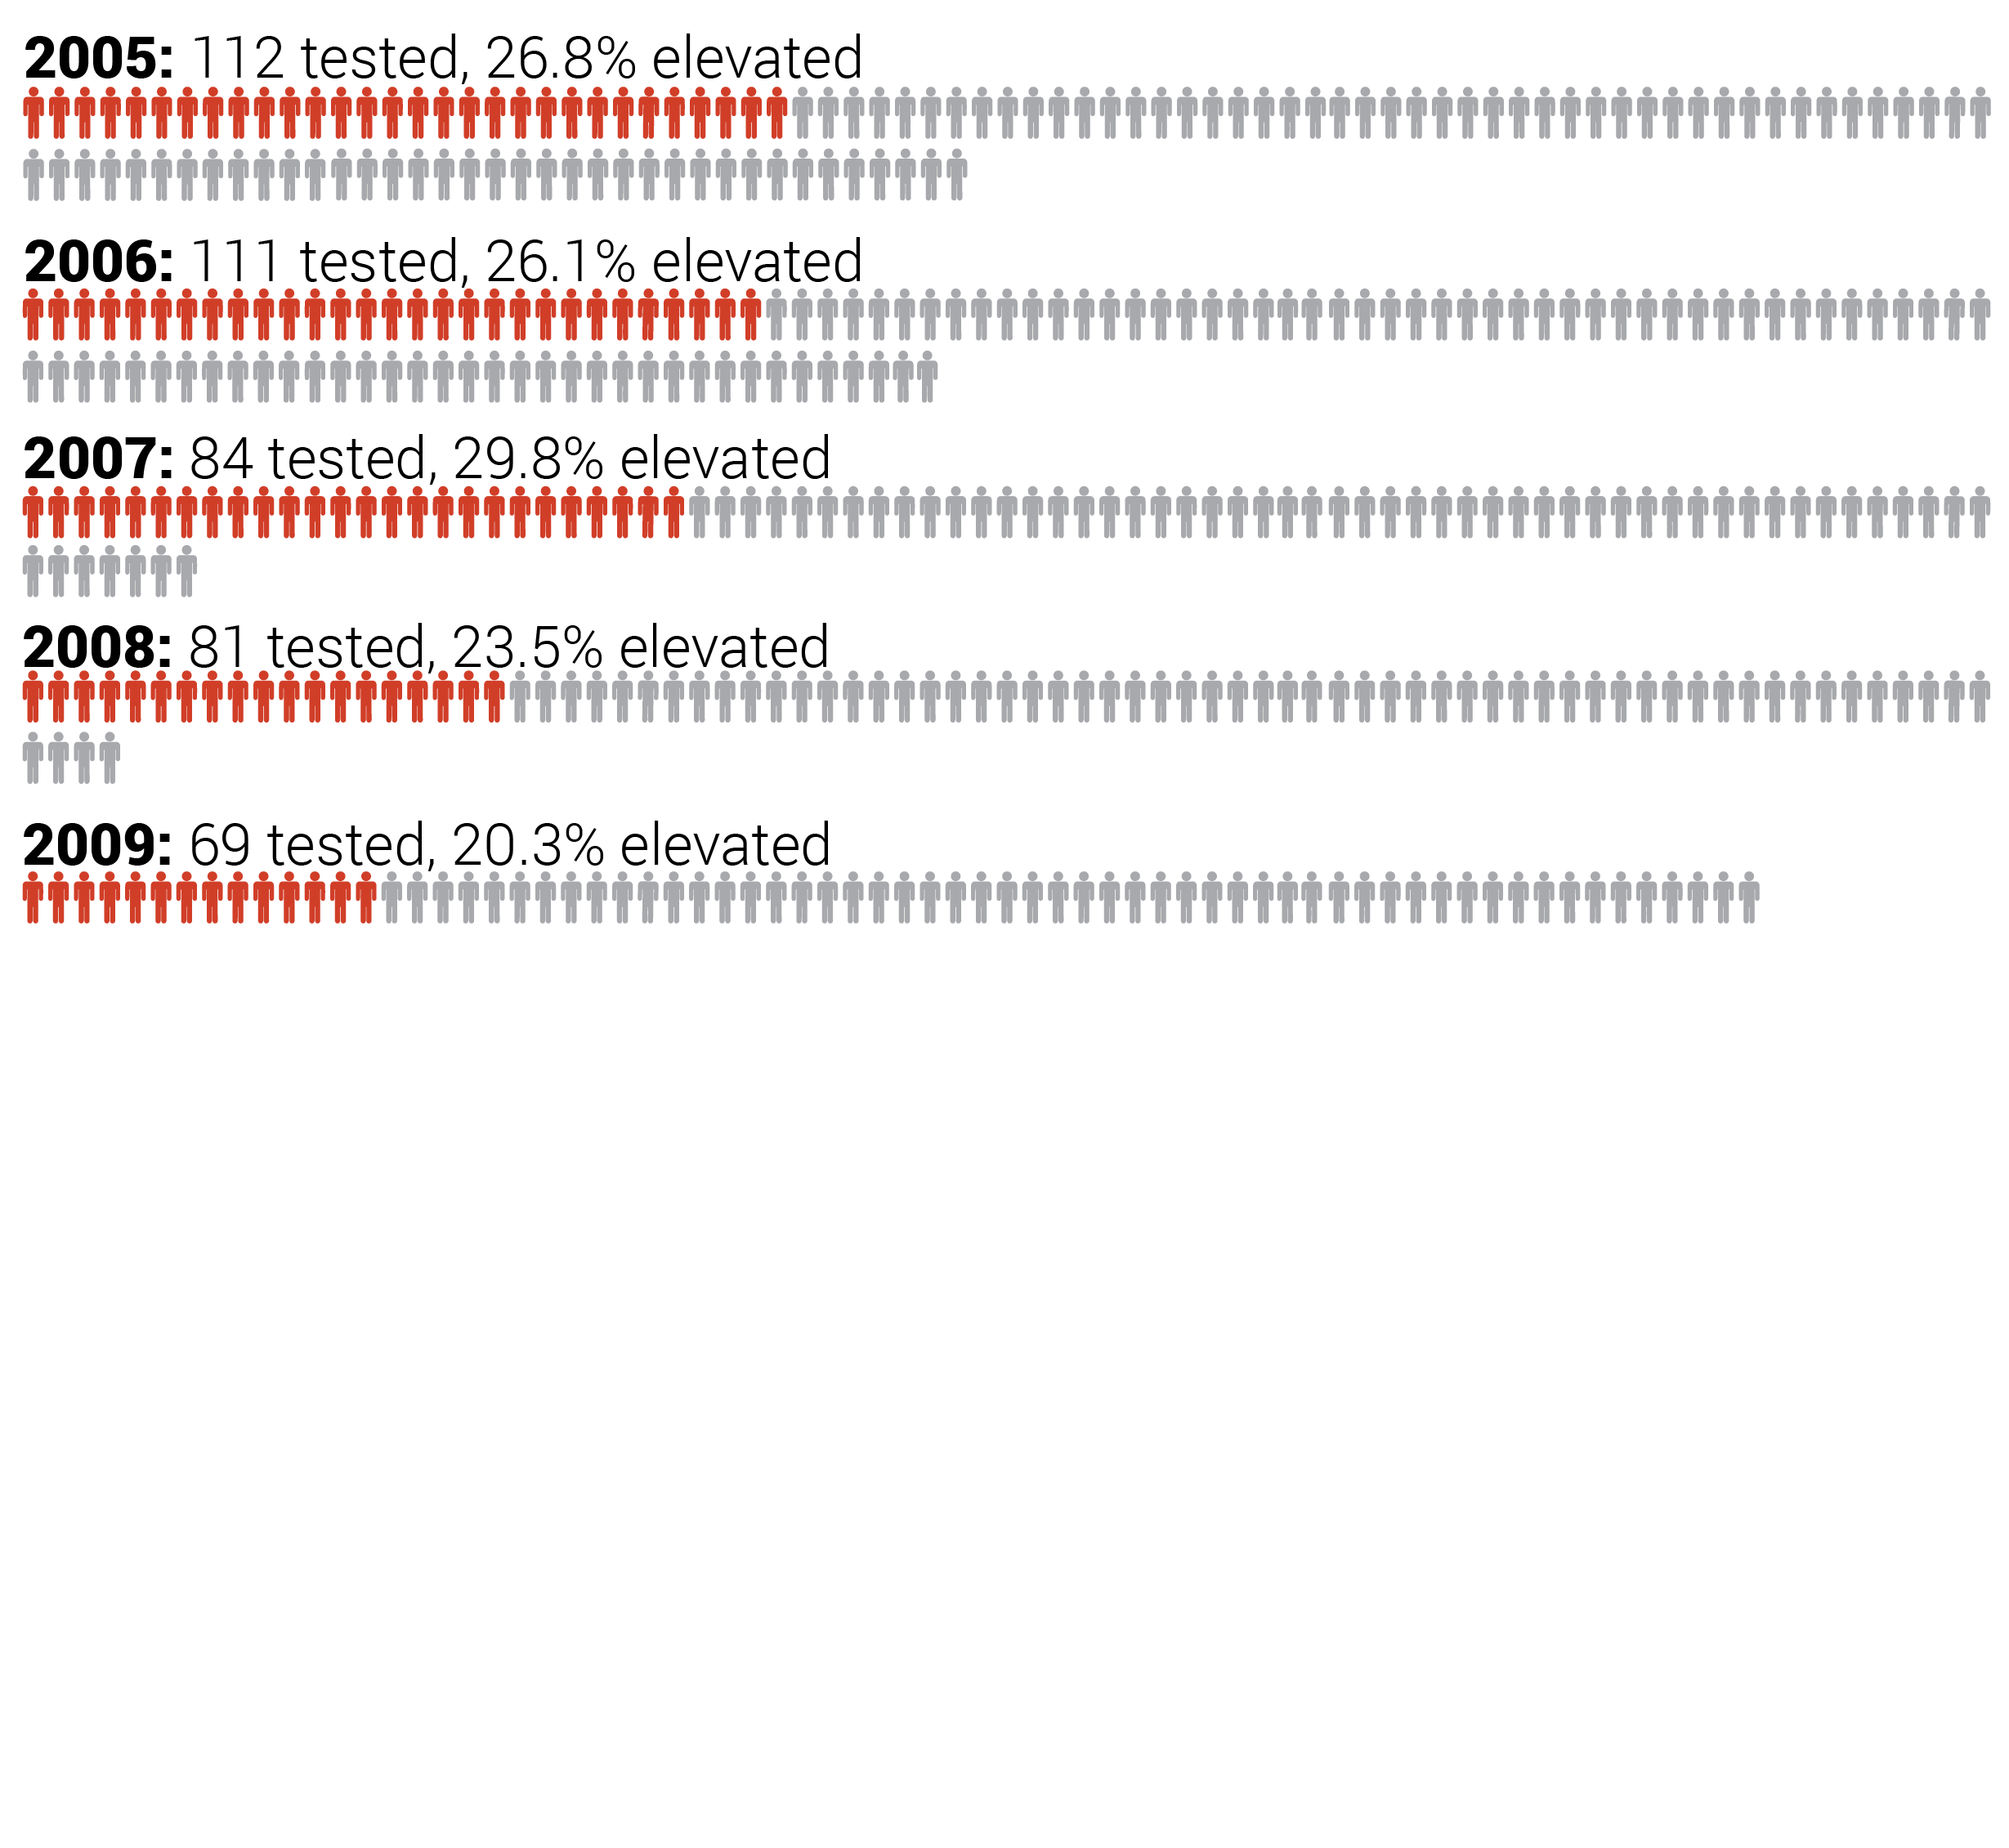 2005: 112 tested, 26.8% elevated
2006: 111 tested, 26.1% elevated
2007: 84 tested, 29.8% elevated
2008: 81 tested, 23.5% elevated
2009: 69 tested, 20.3% elevated